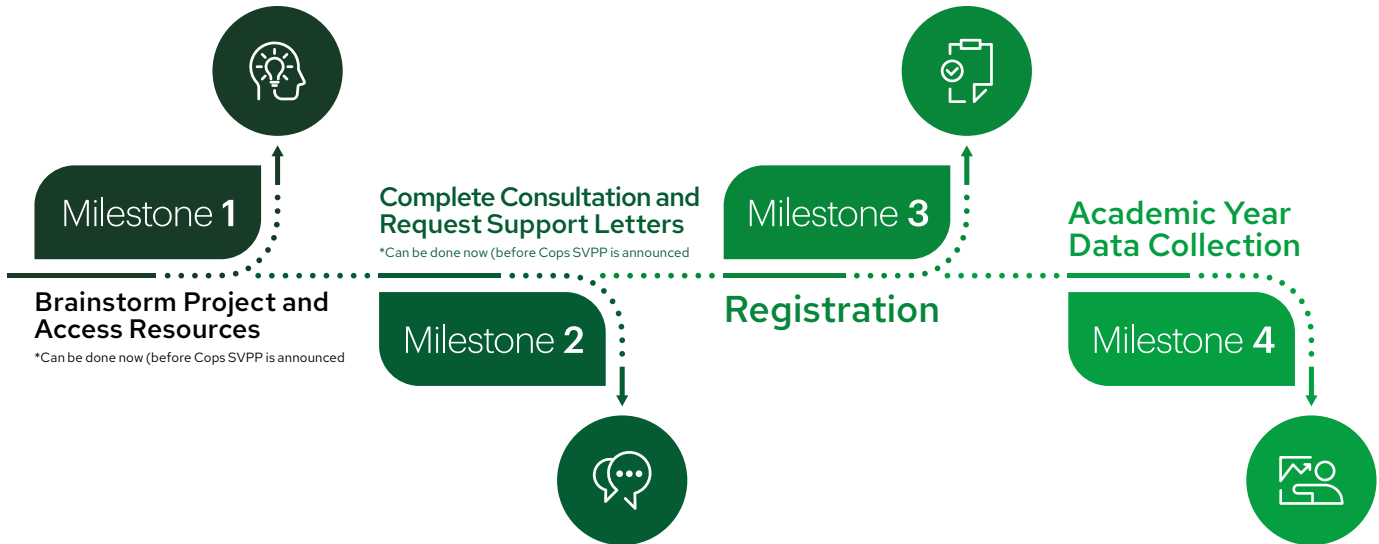 Milestone 1
Brainstorm Project and
Access Resources
*Can be done now (before Cops SVPP is announced
Complete Consultation and
Request Support Letters
*Can be done now (before Cops SVPP is announced
Milestone 2
Milestone 3
Registration
Academic Year
Data Collection
Milestone 4